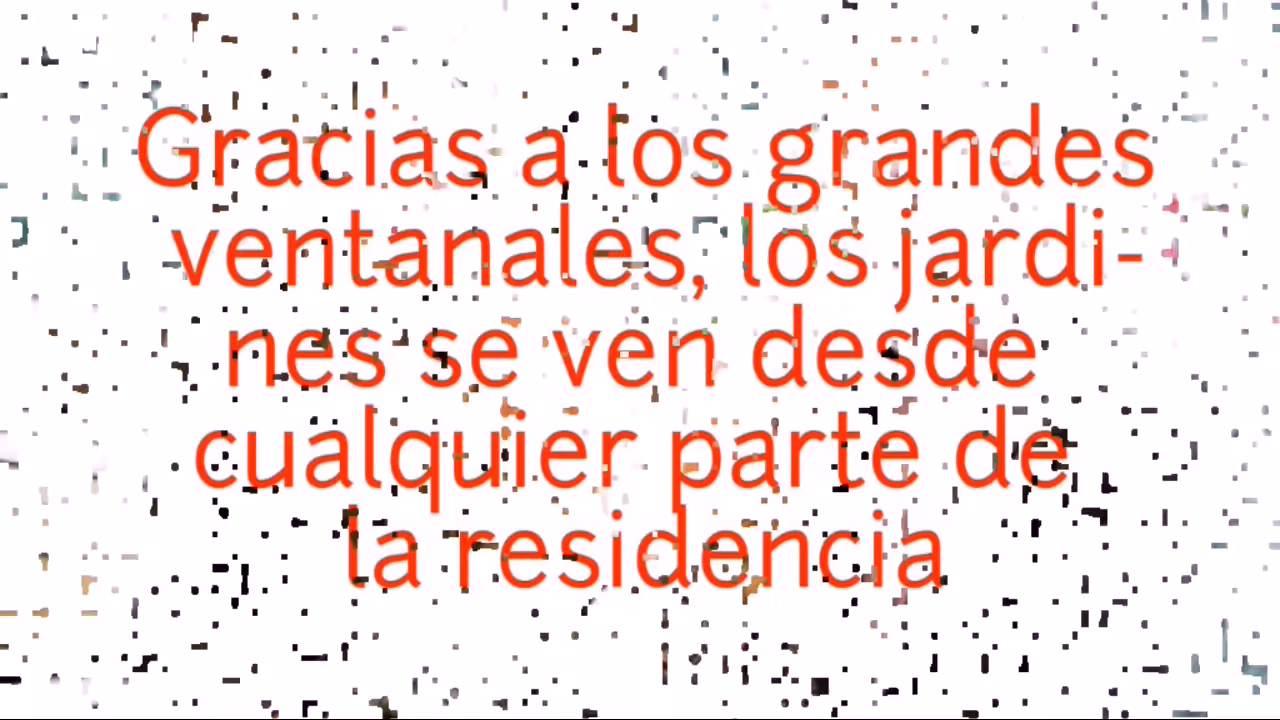 Gracias a los grandes
ventanales, los jardi-
nes se ven desde
cualquier parte de
la residencia